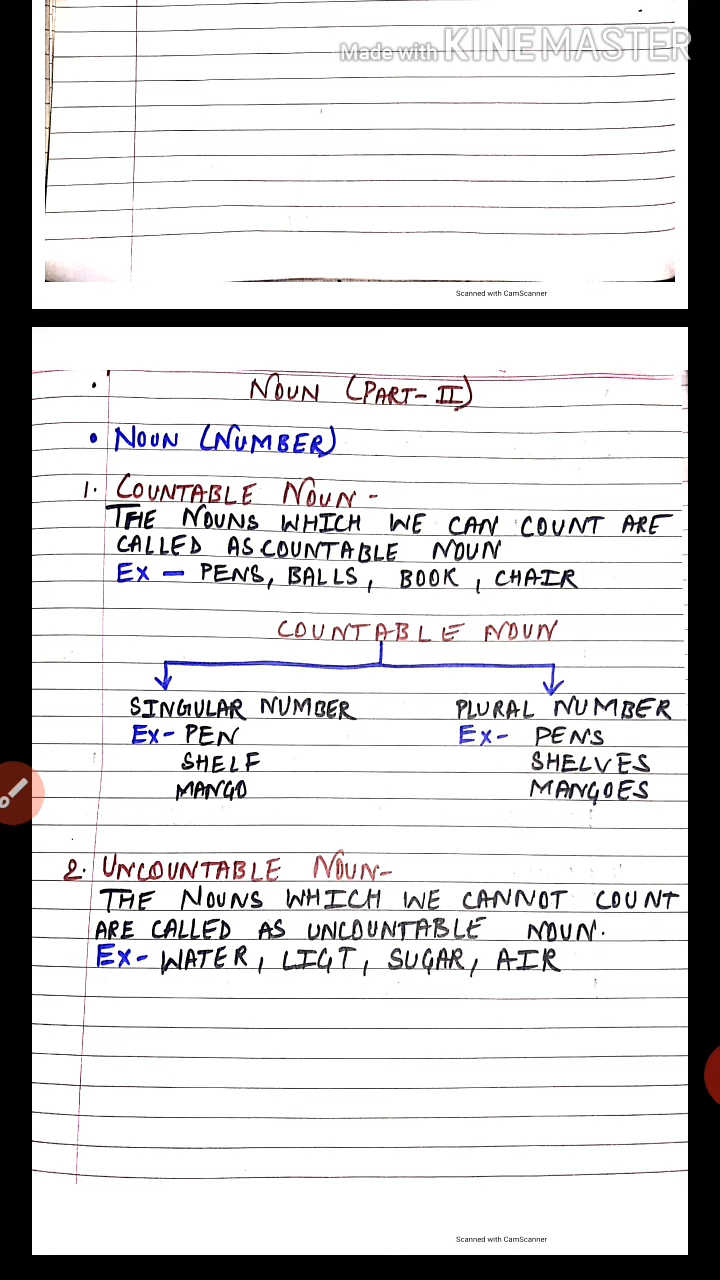 Made with KINEMASTER
Scanned with CamScanner
NOUN (PART-II)
• NOUN (NUMBER)
1. COUNTABLE NOUN -
THE NOUNS WHICH WE CAN COUNT ARE
CALLED AS COUNTABLE NOUN
EX - PENS, BALLS, BOOK, CHAIR
COUNTABLE NOUN
SINGULAR NUMBER PLURAL NUMBER
EX- PEN EX- PENS
SHELF SHELVES
MANGO MANGOES
2. UNCOUNTABLE NOUN-
THE NOUNS WHICH WE CANNOT COUNT
ARE CALLED AS UNCOUNTABLE NOUN.
EX- WATER, LIGT, SUGAR, AIR
Scanned with CamScanner